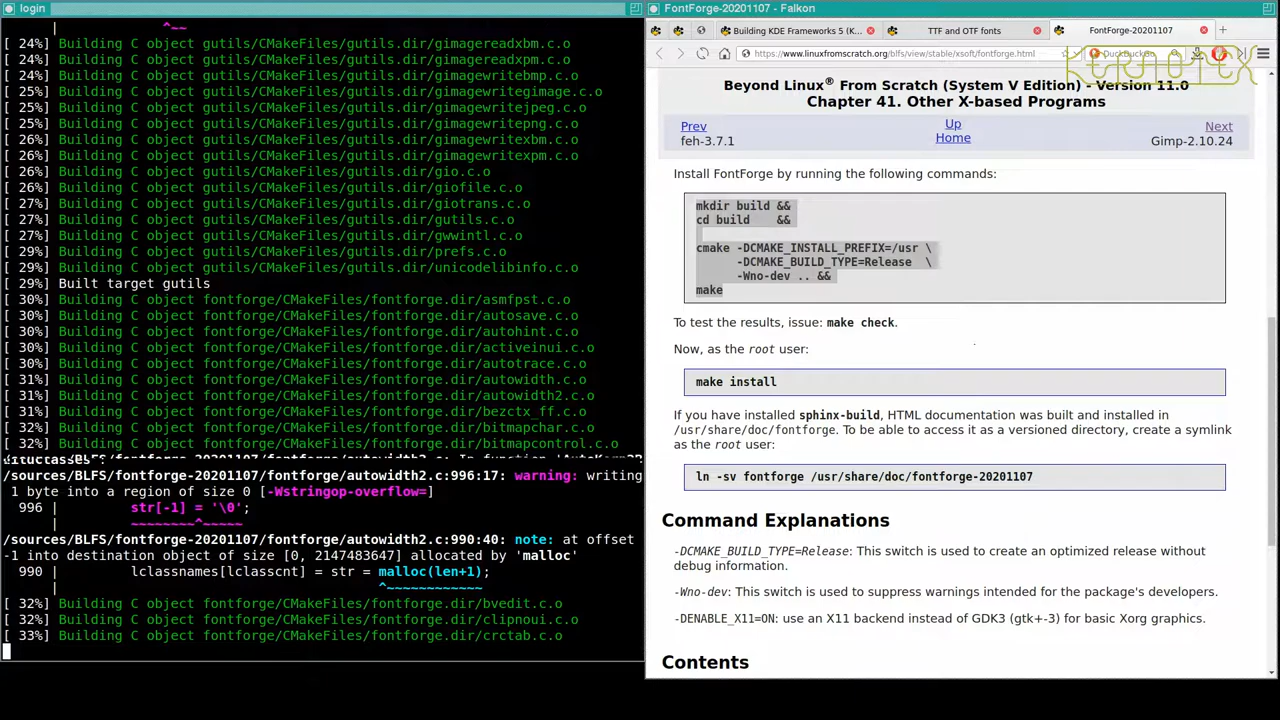 login
[ 24%] Building C object gutils/CMakeFiles/gutils.dir/gimagereadxbm.c.o
[ 24%] Building C object gutils/CMakeFiles/gutils.dir/gimagereadxpm.c.o
[ 24%] Building C object gutils/CMakeFiles/gutils.dir/gimagewritebmp.c.o
[ 25%] Building C object gutils/CMakeFiles/gutils.dir/gimagewritegimage.c.o
[ 25%] Building C object gutils/CMakeFiles/gutils.dir/gimagewritejpeg.c.o
[ 25%] Building C object gutils/CMakeFiles/gutils.dir/gimagewritepng.c.o
[ 26%] Building C object gutils/CMakeFiles/gutils.dir/gimagewritexbm.c.o
[ 26%] Building C object gutils/CMakeFiles/gutils.dir/gimagewritexpm.c.o
[ 26%] Building C object gutils/CMakeFiles/gutils.dir/gio.c.o
[ 26%] Building C object gutils/CMakeFiles/gutils.dir/giofile.c.o
[ 27%] Building C object gutils/CMakeFiles/gutils.dir/giotrans.c.o
[ 27%] Building C object gutils/CMakeFiles/gutils.dir/gutils.c.o
[ 27%] Building C object gutils/CMakeFiles/gutils.dir/gwwintl.c.o
[ 29%] Building C object gutils/CMakeFiles/gutils.dir/prefs.c.o
[ 29%] Building C object gutils/CMakeFiles/gutils.dir/unicodelibinfo.c.o
[ 29%] Built target gutils
[ 30%] Building C object fontforge/CMakeFiles/fontforge.dir/asmfpst.c.o
[ 30%] Building C object fontforge/CMakeFiles/fontforge.dir/autosave.c.o
[ 30%] Building C object fontforge/CMakeFiles/fontforge.dir/autohint.c.o
[ 30%] Building C object fontforge/CMakeFiles/fontforge.dir/activeinui.c.o
[ 30%] Building C object fontforge/CMakeFiles/fontforge.dir/autotrace.c.o
[ 31%] Building C object fontforge/CMakeFiles/fontforge.dir/autowidth.c.o
[ 31%] Building C object fontforge/CMakeFiles/fontforge.dir/autowidth2.c.o
[ 31%] Building C object fontforge/CMakeFiles/fontforge.dir/bezctx_ff.c.o
[ 32%] Building C object fontforge/CMakeFiles/fontforge.dir/bitmapchar.c.o
[ 32%] Building C object fontforge/CMakeFiles/fontforge.dir/bitmapcontrol.c.o
/sources/BLFS/fontforge-20201107/fontforge/autowidth2.c:996:17: warning: writing
1 byte into a region of size 0 [-Wstringop-overflow=]
996 | str[-1] = '\0';
| ~~~~~~~~^~~~~~
/sources/BLFS/fontforge-20201107/fontforge/autowidth2.c:990:40: note: at offset
-1 into destination object of size [0, 2147483647] allocated by 'malloc'
990 | lclassnames[lclasscnt] = str = malloc(len+1);
| ^~~~~~~~~~~~~
[ 32%] Building C object fontforge/CMakeFiles/fontforge.dir/bvedit.c.o
[ 32%] Building C object fontforge/CMakeFiles/fontforge.dir/clipnoui.c.o
[ 33%] Building C object fontforge/CMakeFiles/fontforge.dir/crctab.c.o
FontForge-20201107 - Falkon
Building KDE Frameworks 5 (K...
TTF and OTF fonts
FontForge-20201107
https://www.linuxfromscratch.org/blfs/view/stable/xsoft/fontforge.html
DuckDuckGo
KERNOTEX
Beyond Linux® From Scratch (System V Edition) - Version 11.0
Chapter 41. Other X-based Programs
Prev Up Next
feh-3.7.1 Home Gimp-2.10.24
Install FontForge by running the following commands:
mkdir build &&
cd build &&
cmake -DCMAKE_INSTALL_PREFIX=/usr \
-DCMAKE_BUILD_TYPE=Release \
-Wno-dev .. &&
make
To test the results, issue: make check.
Now, as the root user:
make install
If you have installed sphinx-build, HTML documentation was built and installed in
/usr/share/doc/fontforge. To be able to access it as a versioned directory, create a symlink
as the root user:
ln -sv fontforge /usr/share/doc/fontforge-20201107
Command Explanations
-DCMAKE_BUILD_TYPE=Release: This switch is used to create an optimized release without
debug information.
-Wno-dev: This switch is used to suppress warnings intended for the package's developers.
-DENABLE_X11=ON: use an X11 backend instead of GDK3 (gtk+-3) for basic Xorg graphics.
Contents